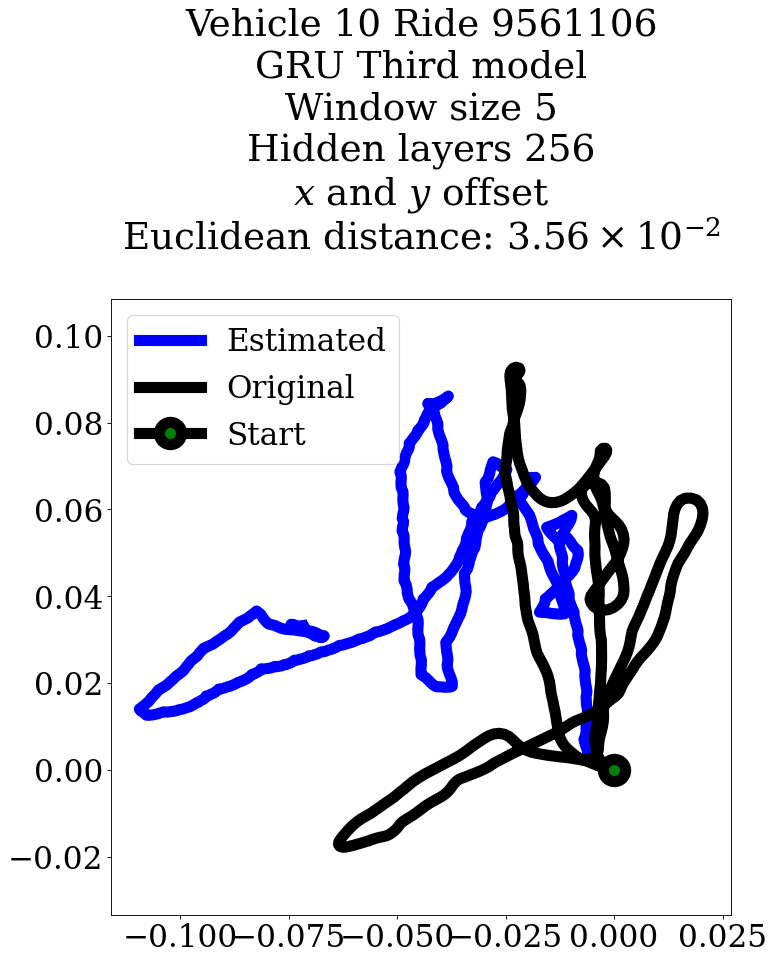 Vehicle 10 Ride 9561106
GRU Third model
Window size 5
Hidden layers 256
x and y offset
Euclidean distance: 3.56 × 10⁻²
Estimated
Original
Start
0.10
0.08
0.06
0.04
0.02
0.00
−0.02
−0.100 −0.075 −0.050 −0.025 0.000 0.025